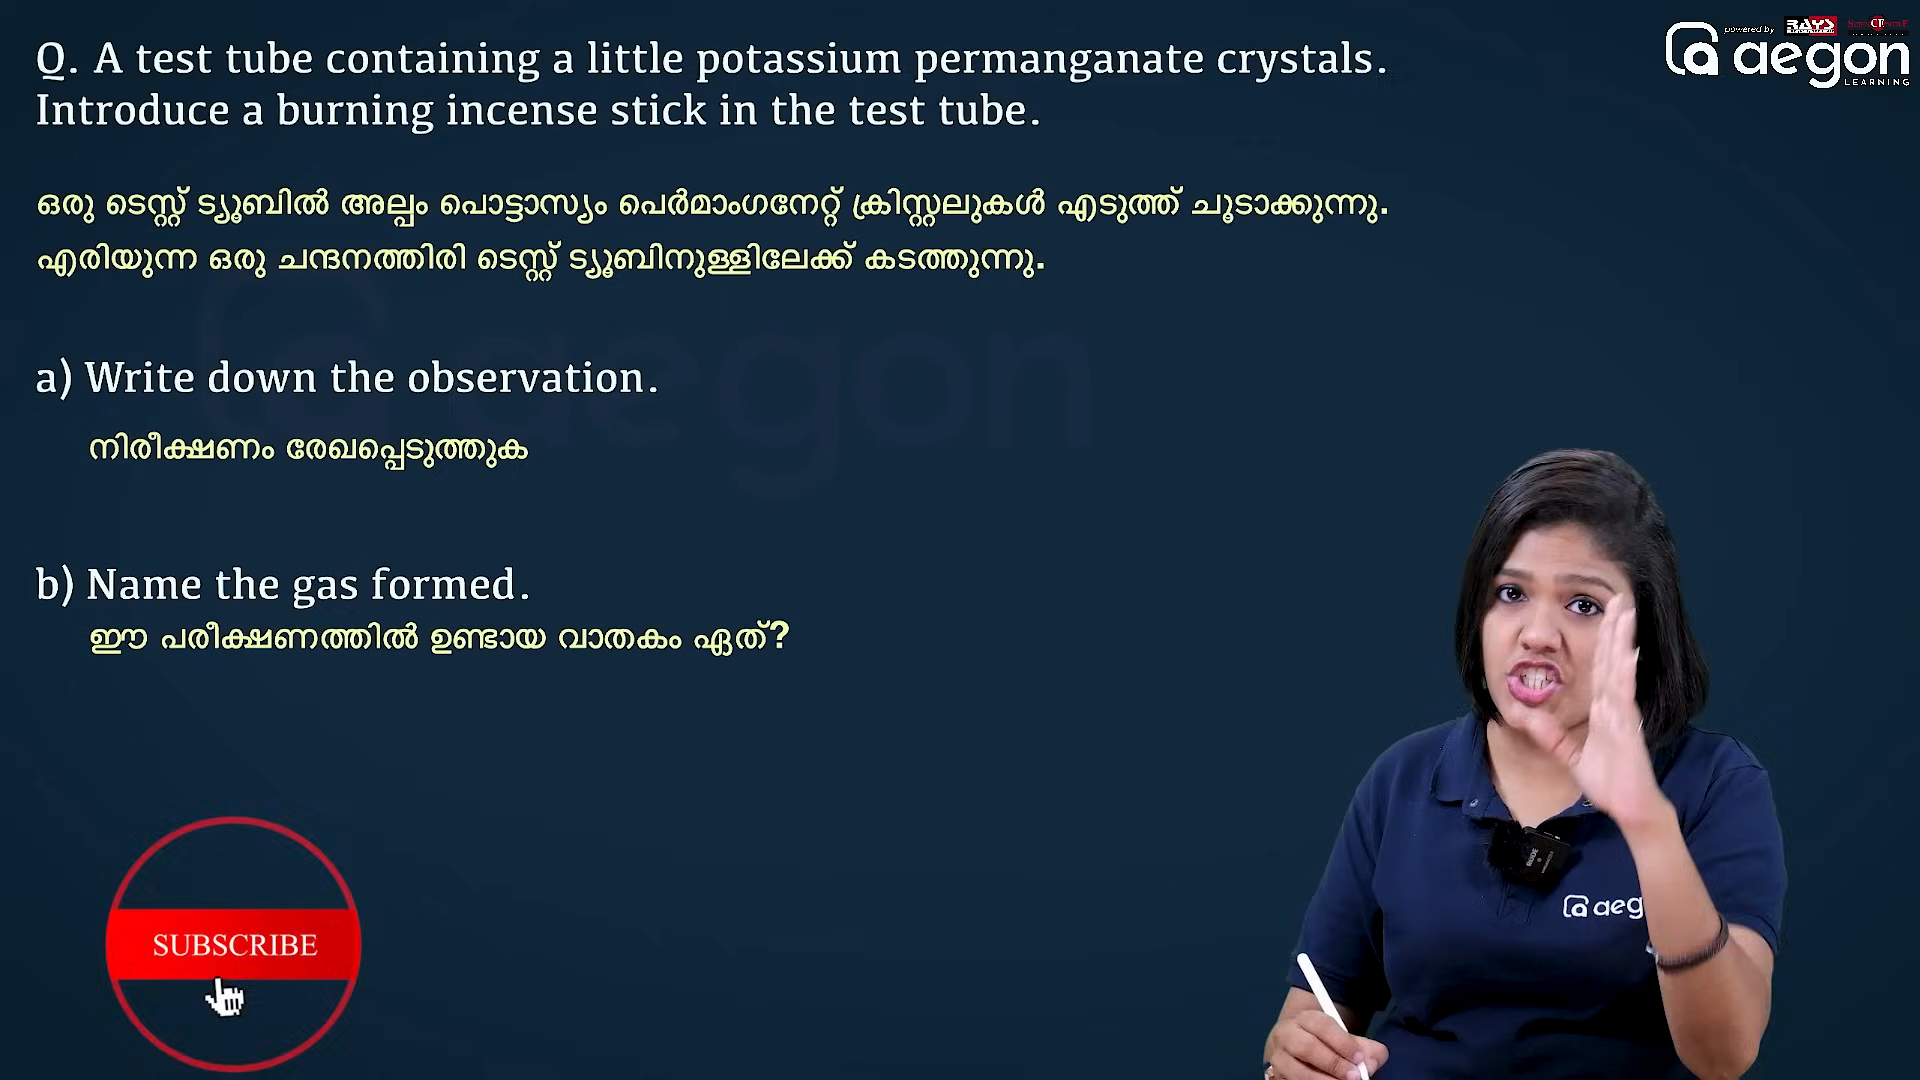 Q. A test tube containing a little potassium permanganate crystals.
Introduce a burning incense stick in the test tube.
ഒരു ടെസ്റ്റ് ട്യൂബിൽ അല്പം പൊട്ടാസ്യം പെർമാംഗനേറ്റ് ക്രിസ്റ്റലുകൾ എടുത്ത് ചൂടാക്കുന്നു.
എരിയുന്ന ഒരു ചന്ദനത്തിരി ടെസ്റ്റ് ട്യൂബിനുള്ളിലേക്ക് കടത്തുന്നു.
a) Write down the observation.
നിരീക്ഷണം രേഖപ്പെടുത്തുക
b) Name the gas formed.
ഈ പരീക്ഷണത്തിൽ ഉണ്ടായ വാതകം ഏത്?
powered by RAYS
aegon
LEARNING
aegon
aeg
SUBSCRIBE